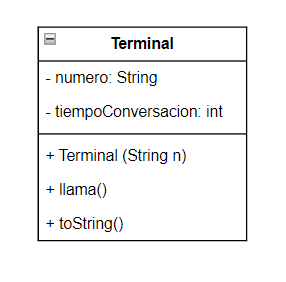 Terminal
- numero: String
- tiempoConversacion: int
+ Terminal (String n)
+ llama()
+ toString()